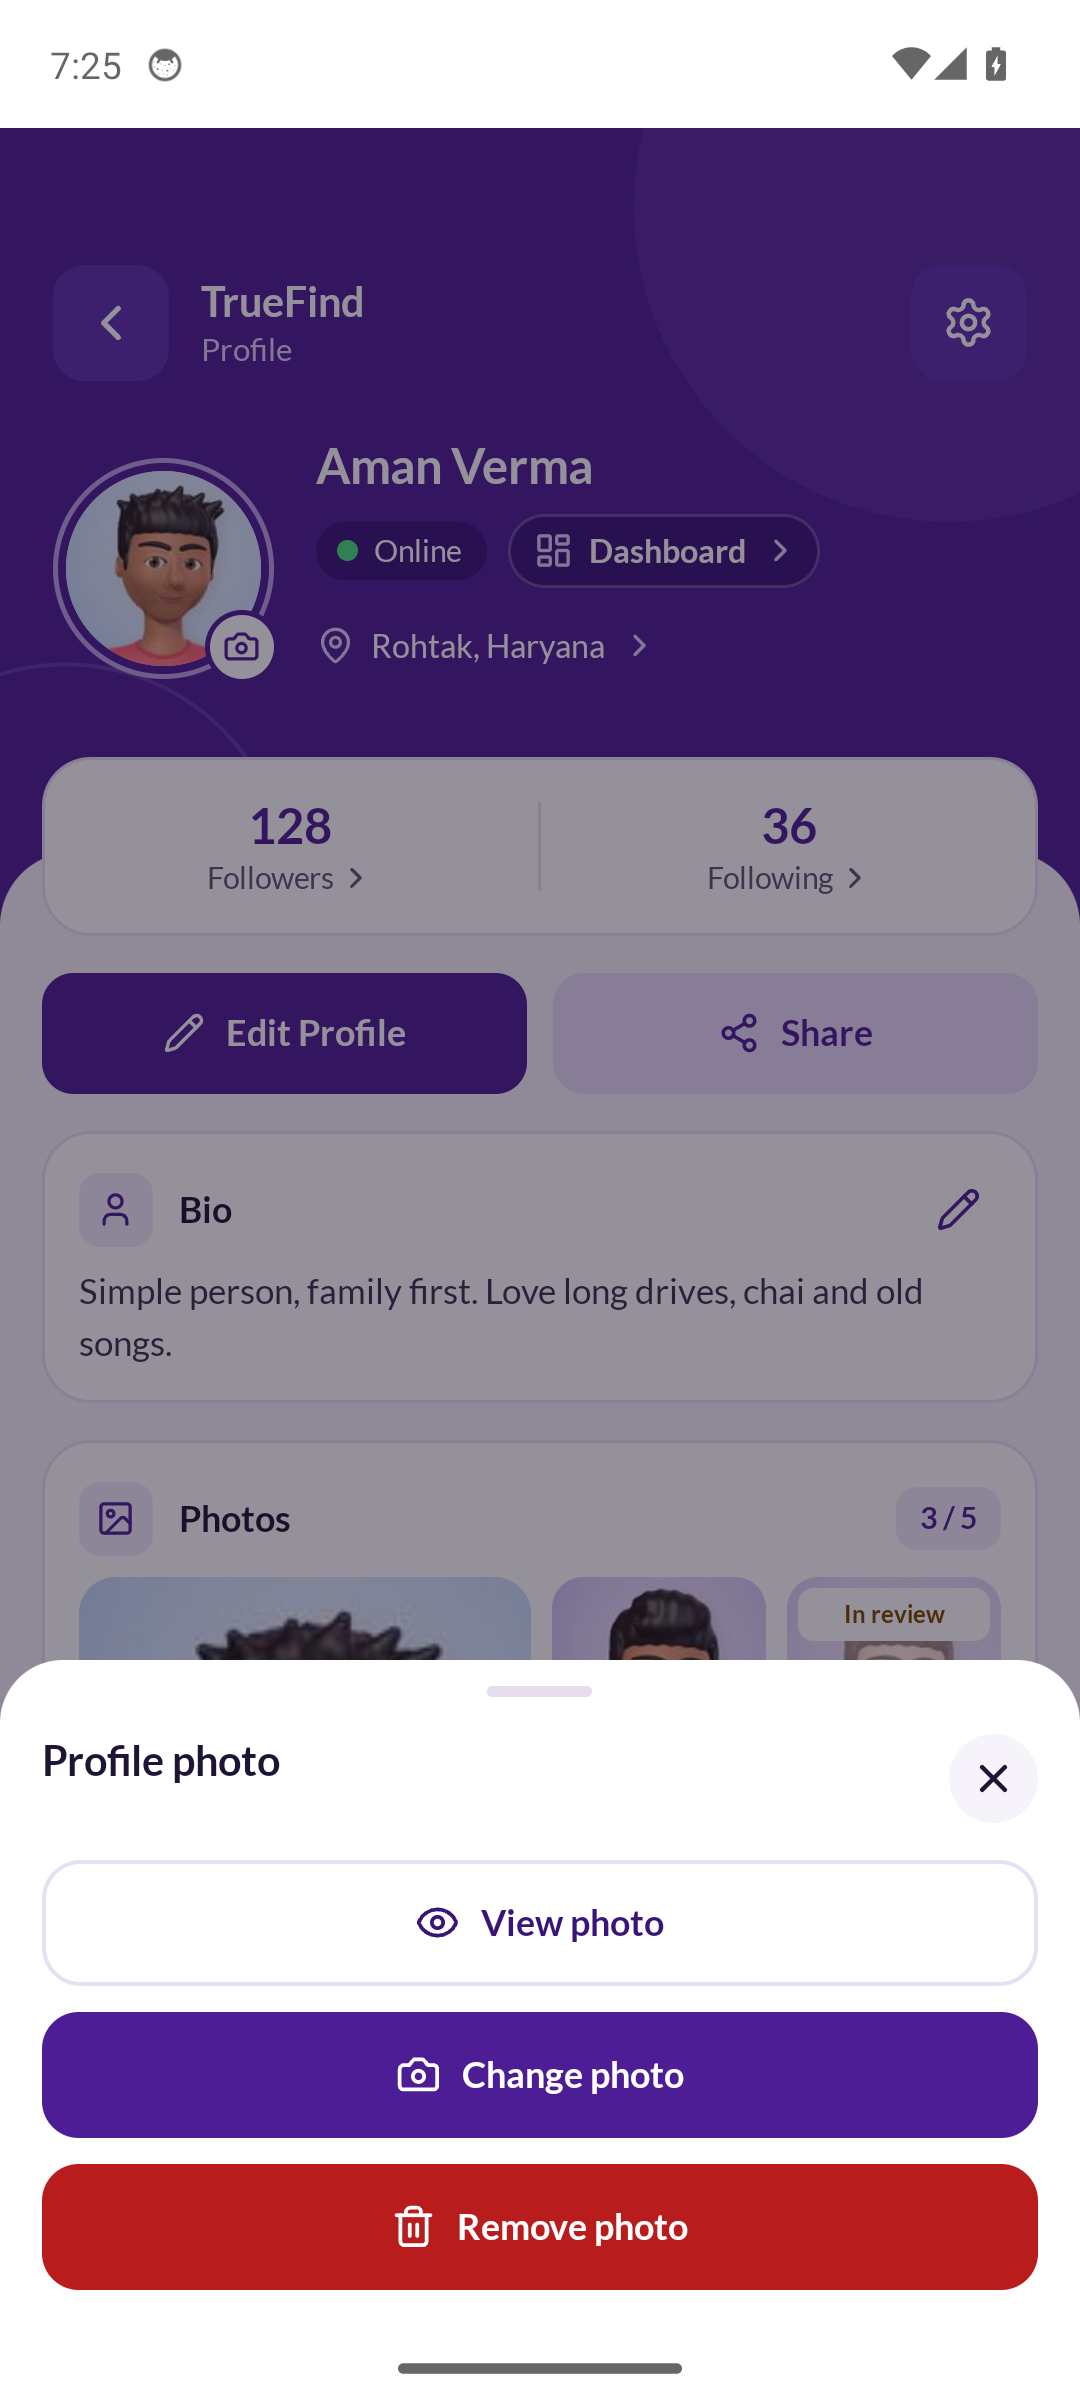 7:25
TrueFind
Profile
Aman Verma
Online
Dashboard
Rohtak, Haryana
128
Followers
36
Following
Edit Profile
Share
Bio
Simple person, family first. Love long drives, chai and old
songs.
Photos
3 / 5
In review
Profile photo
View photo
Change photo
Remove photo